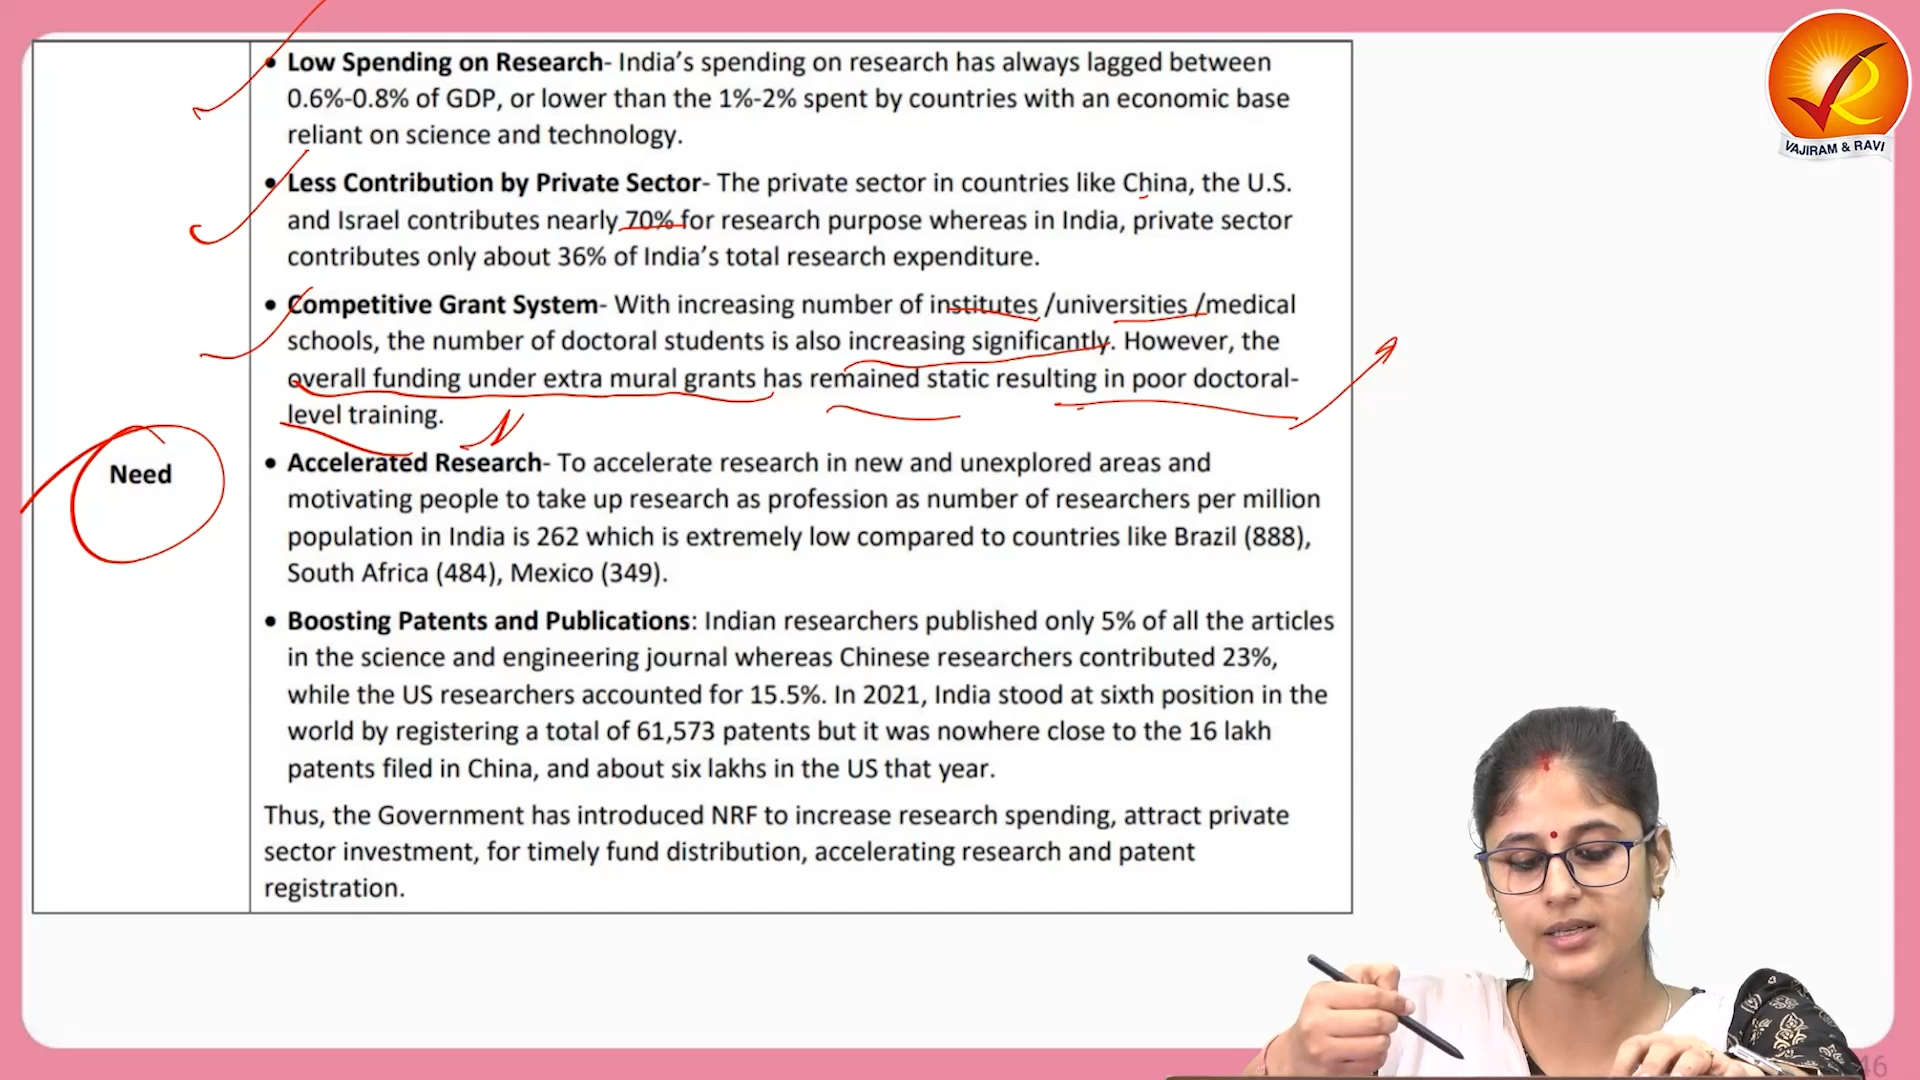 • Low Spending on Research- India’s spending on research has always lagged between
0.6%-0.8% of GDP, or lower than the 1%-2% spent by countries with an economic base
reliant on science and technology.
• Less Contribution by Private Sector- The private sector in countries like China, the U.S.
and Israel contributes nearly 70% for research purpose whereas in India, private sector
contributes only about 36% of India’s total research expenditure.
• Competitive Grant System- With increasing number of institutes /universities /medical
schools, the number of doctoral students is also increasing significantly. However, the
overall funding under extra mural grants has remained static resulting in poor doctoral-
level training.
Need
• Accelerated Research- To accelerate research in new and unexplored areas and
motivating people to take up research as profession as number of researchers per million
population in India is 262 which is extremely low compared to countries like Brazil (888),
South Africa (484), Mexico (349).
• Boosting Patents and Publications: Indian researchers published only 5% of all the articles
in the science and engineering journal whereas Chinese researchers contributed 23%,
while the US researchers accounted for 15.5%. In 2021, India stood at sixth position in the
world by registering a total of 61,573 patents but it was nowhere close to the 16 lakh
patents filed in China, and about six lakhs in the US that year.
Thus, the Government has introduced NRF to increase research spending, attract private
sector investment, for timely fund distribution, accelerating research and patent
registration.
VAJIRAM & RAVI
46